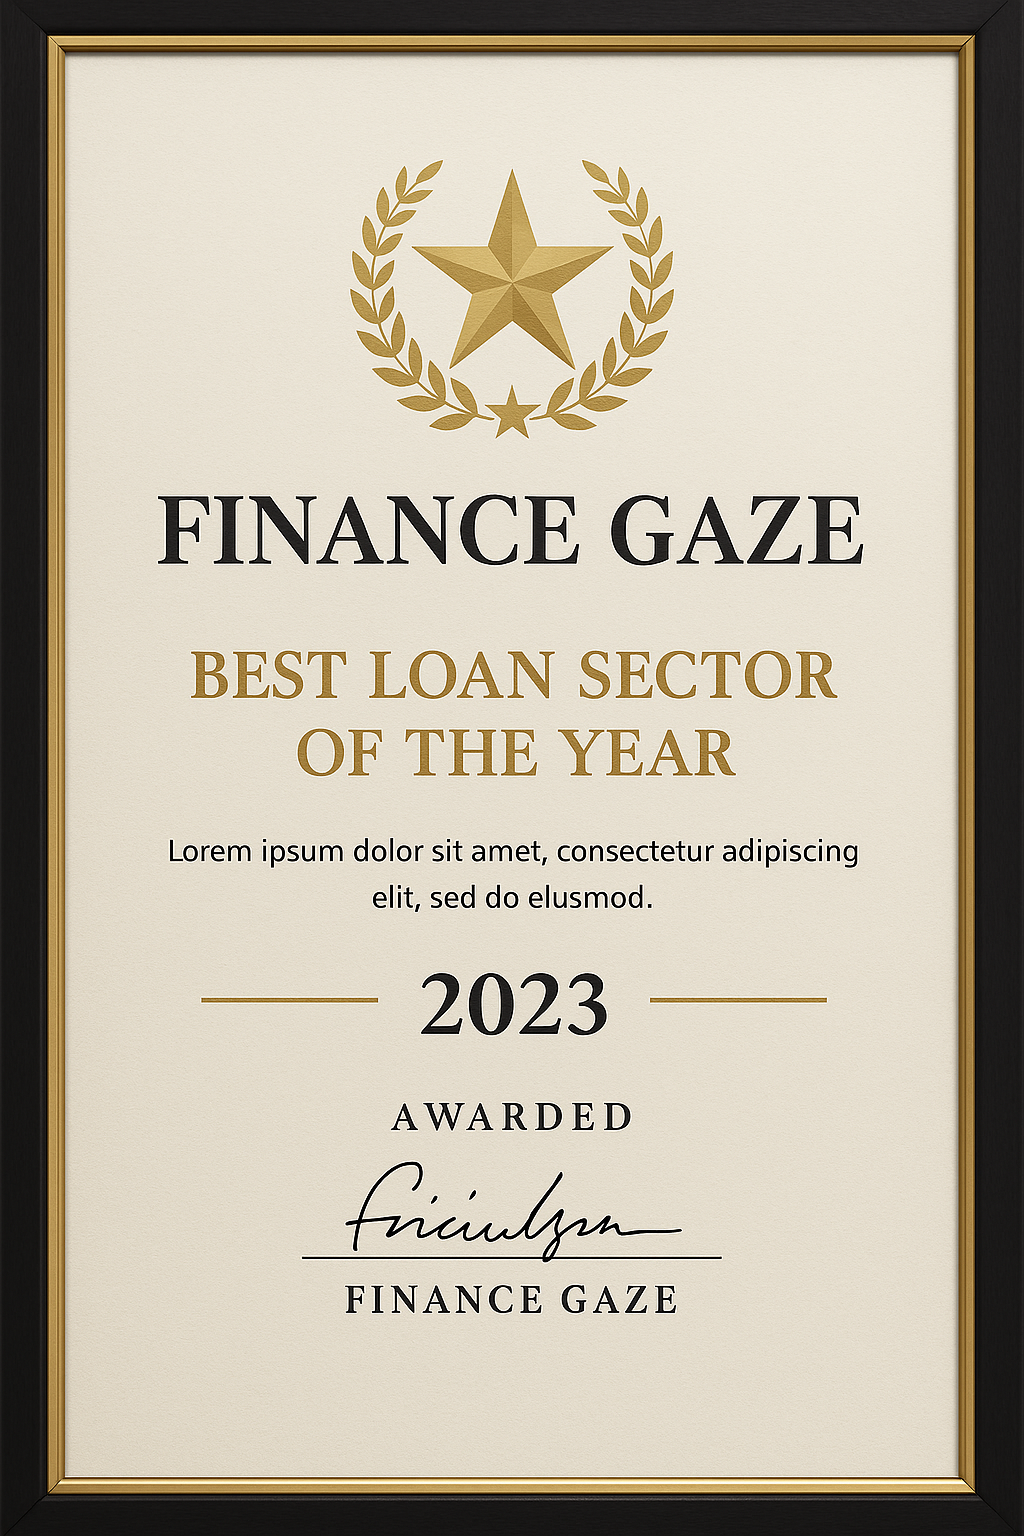 FINANCE GAZE
BEST LOAN SECTOR
OF THE YEAR
Lorem ipsum dolor sit amet, consectetur adipiscing
elit, sed do elusmod.
2023
AWARDED
FINANCE GAZE